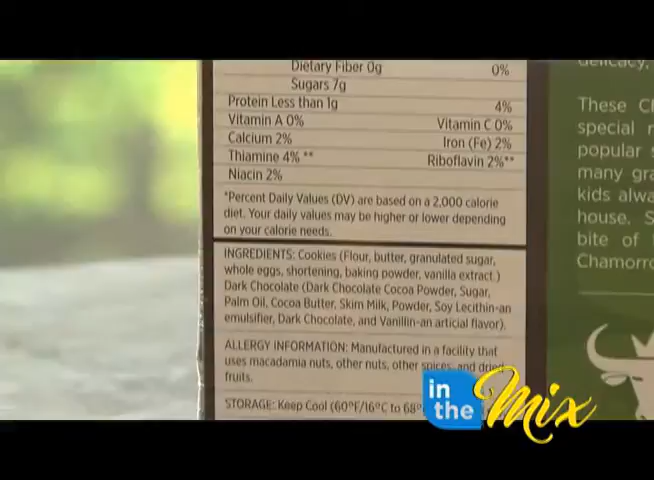 Dietary Fiber 0g 0%
Sugars 7g
Protein Less than 1g 4%
Vitamin A 0% Vitamin C 0%
Calcium 2% Iron (Fe) 2%
Thiamine 4% ** Riboflavin 2%**
Niacin 2%
*Percent Daily Values (DV) are based on a 2,000 calorie
diet. Your daily values may be higher or lower depending
on your calorie needs.
INGREDIENTS: Cookies (Flour, butter, granulated sugar,
whole eggs, shortening, baking powder, vanilla extract.)
Dark Chocolate (Dark Chocolate Cocoa Powder, Sugar,
Palm Oil, Cocoa Butter, Skim Milk, Powder, Soy Lecithin-an
emulsifier, Dark Chocolate, and Vanillin-an articial flavor).
ALLERGY INFORMATION: Manufactured in a facility that
uses macadamia nuts, other nuts, other spices, and dried
fruits.
STORAGE: Keep Cool (60°F/16°C to 68°
delicacy.
These
special
popular
many
kids
house.
bite of
in the Mix